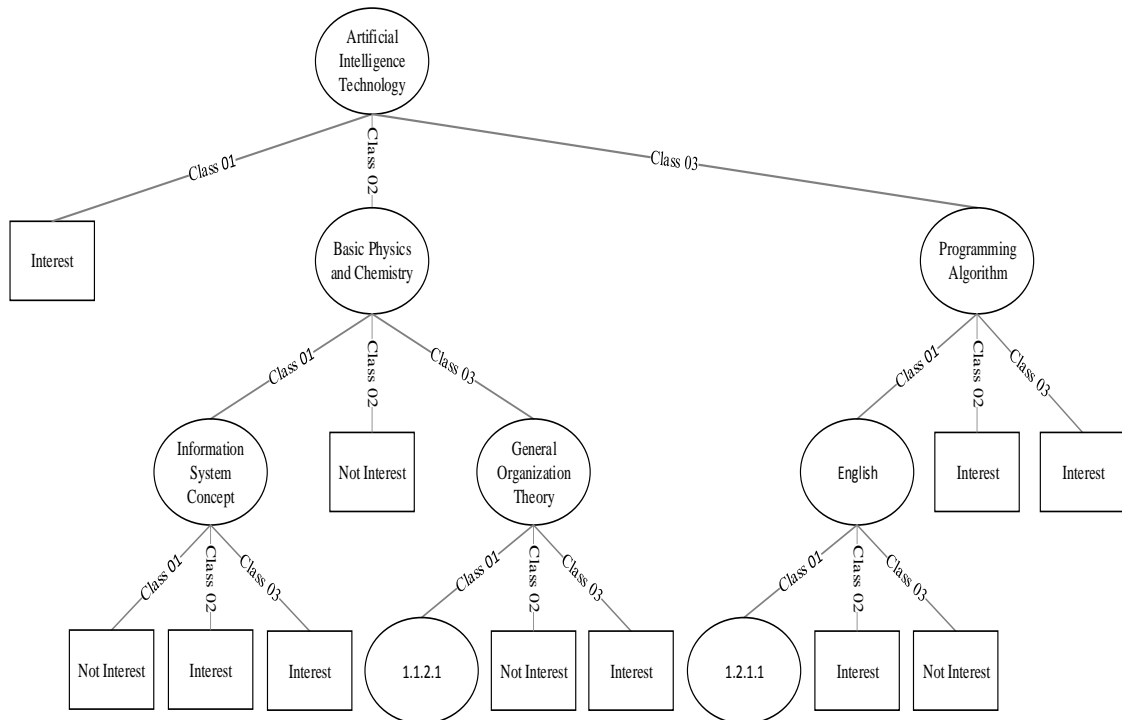 Artificial
Intelligence
Technology
Class 01
Class 02
Class 03
Interest
Basic Physics
and Chemistry
Programming
Algorithm
Class 01
Class 02
Class 03
Class 01
Class 02
Class 03
Information
System
Concept
Not Interest
General
Organization
Theory
English
Interest
Interest
Class 01
Class 02
Class 03
Class 01
Class 02
Class 03
Class 01
Class 02
Class 03
Not Interest
Interest
Interest
1.1.2.1
Not Interest
Interest
1.2.1.1
Interest
Not Interest